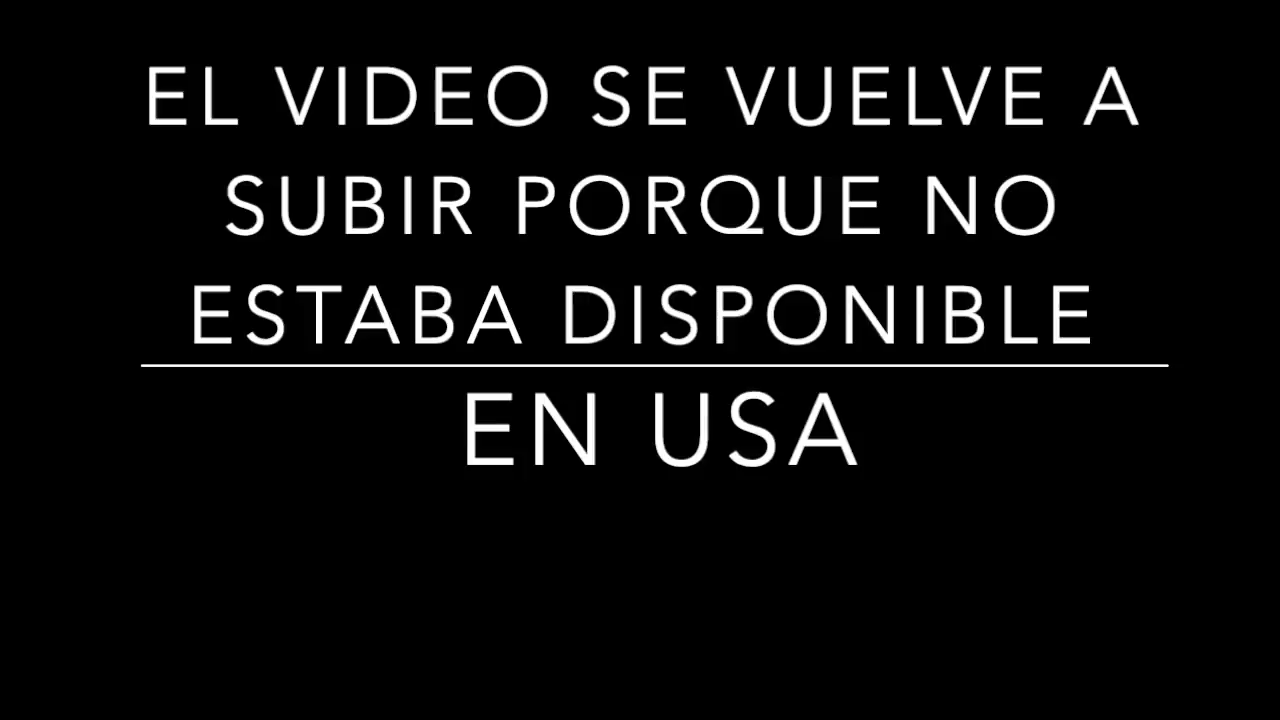 EL VIDEO SE VUELVE A
SUBIR PORQUE NO
ESTABA DISPONIBLE
EN USA